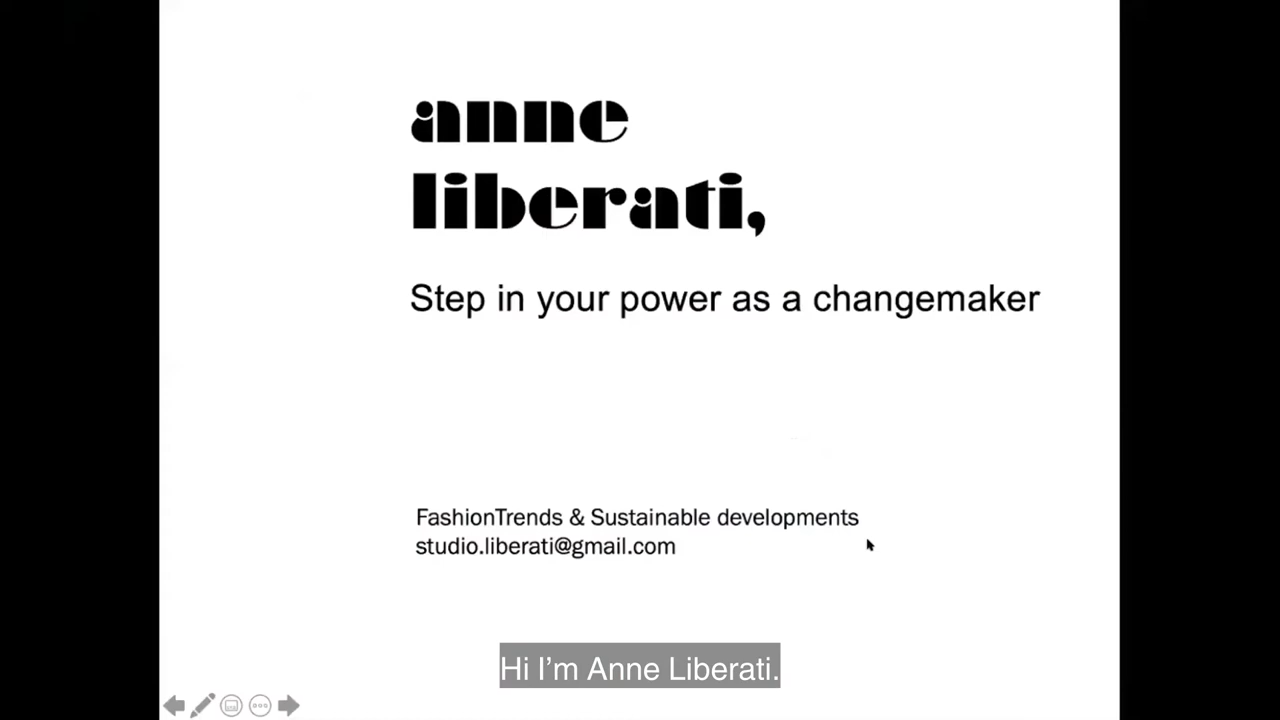 anne
liberati,
Step in your power as a changemaker
FashionTrends & Sustainable developments
studio.liberati@gmail.com
Hi I’m Anne Liberati.